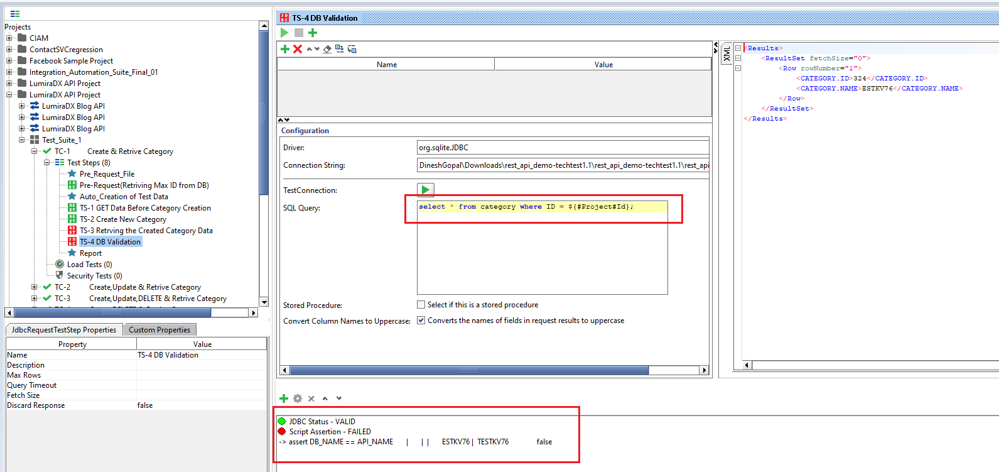 Projects
CIAM
ContactSVCregression
Facebook Sample Project
Integration_Automation_Suite_Final_01
LumiraDX API Project
LumiraDX API Project
LumiraDX Blog API
LumiraDX Blog API
LumiraDX Blog API
Test_Suite_1
TC-1 Create & Retrive Category
Test Steps (8)
Pre_Request_File
Pre-Request(Retriving Max ID from DB)
Auto_Creation of Test Data
TS-1 GET Data Before Category Creation
TS-2 Create New Category
TS-3 Retrving the Created Category Data
TS-4 DB Validation
Report
Load Tests (0)
Security Tests (0)
TC-2 Create,Update & Retrive Category
TC-3 Create,Update,DELETE & Retrive Category
JdbcRequestTestStep Properties Custom Properties
Property Value
Name TS-4 DB Validation
Description
Max Rows
Query Timeout
Fetch Size
Discard Response false
TS-4 DB Validation
Name Value
Configuration
Driver: org.sqlite.JDBC
Connection String: DineshGopal\Downloads\rest_api_demo-techtest1.1\rest_api_demo-techtest1.1\rest_api
TestConnection:
SQL Query: select * from category where ID = ${#Project#Id};
Stored Procedure: Select if this is a stored procedure
Convert Column Names to Uppercase: Converts the names of fields in request results to uppercase
XML
<Results>
<ResultSet fetchSize="0">
<Row rowNumber="1">
<CATEGORY.ID>324</CATEGORY.ID>
<CATEGORY.NAME>ESTKV76</CATEGORY.NAME>
</Row>
</ResultSet>
</Results>
JDBC Status - VALID
Script Assertion - FAILED
-> assert DB_NAME == API_NAME | | | ESTKV76 | TESTKV76 false